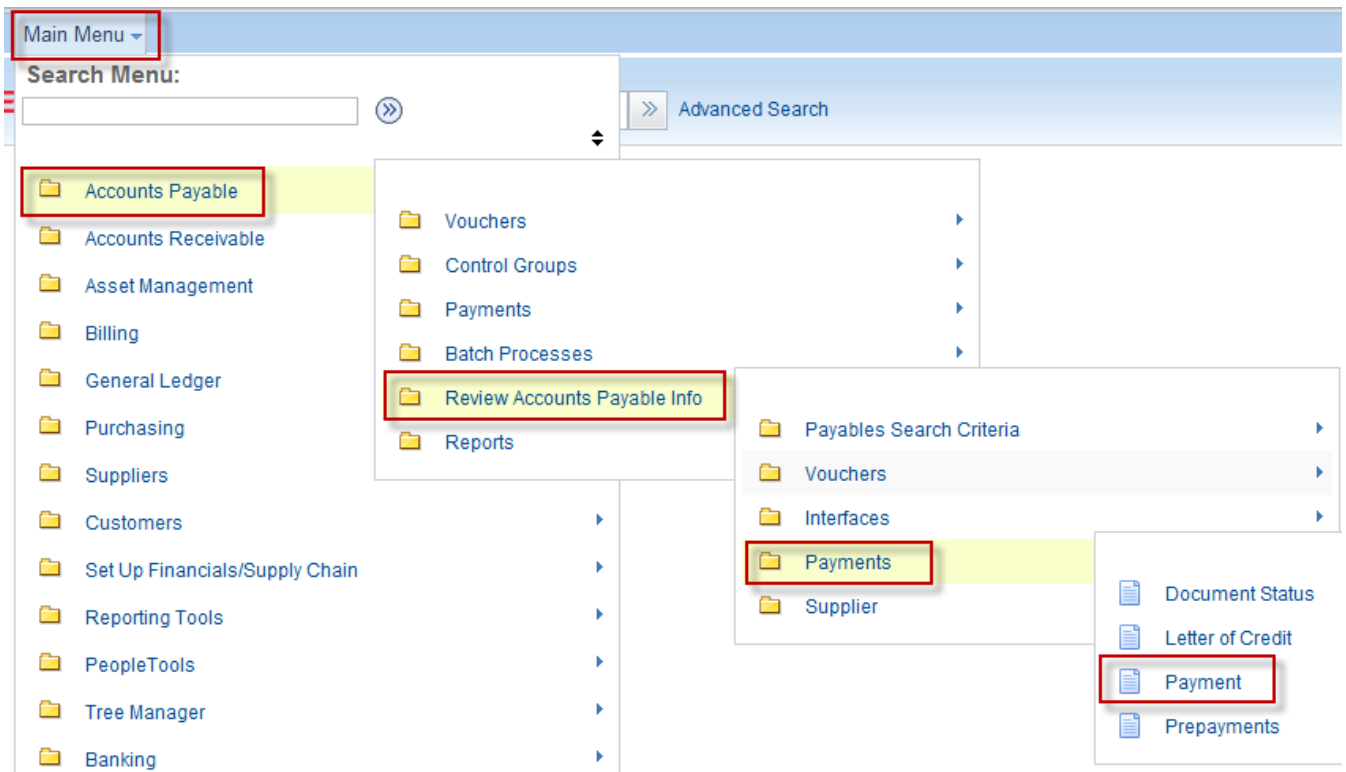 Main Menu
Search Menu:
Advanced Search
Accounts Payable
Accounts Receivable
Asset Management
Billing
General Ledger
Purchasing
Suppliers
Customers
Set Up Financials/Supply Chain
Reporting Tools
PeopleTools
Tree Manager
Banking
Vouchers
Control Groups
Payments
Batch Processes
Review Accounts Payable Info
Reports
Payables Search Criteria
Vouchers
Interfaces
Payments
Supplier
Document Status
Letter of Credit
Payment
Prepayments